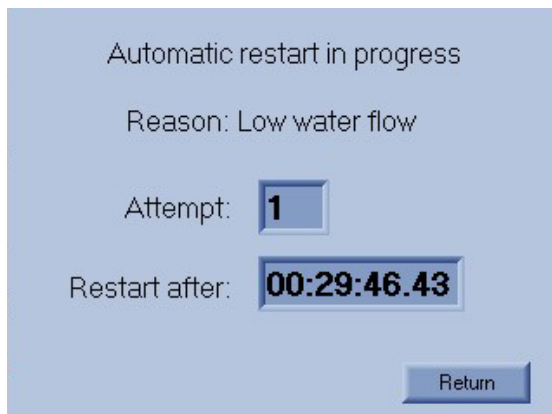 Automatic restart in progress
Reason: Low water flow
Attempt: 1
Restart after: 00:29:46.43
Return